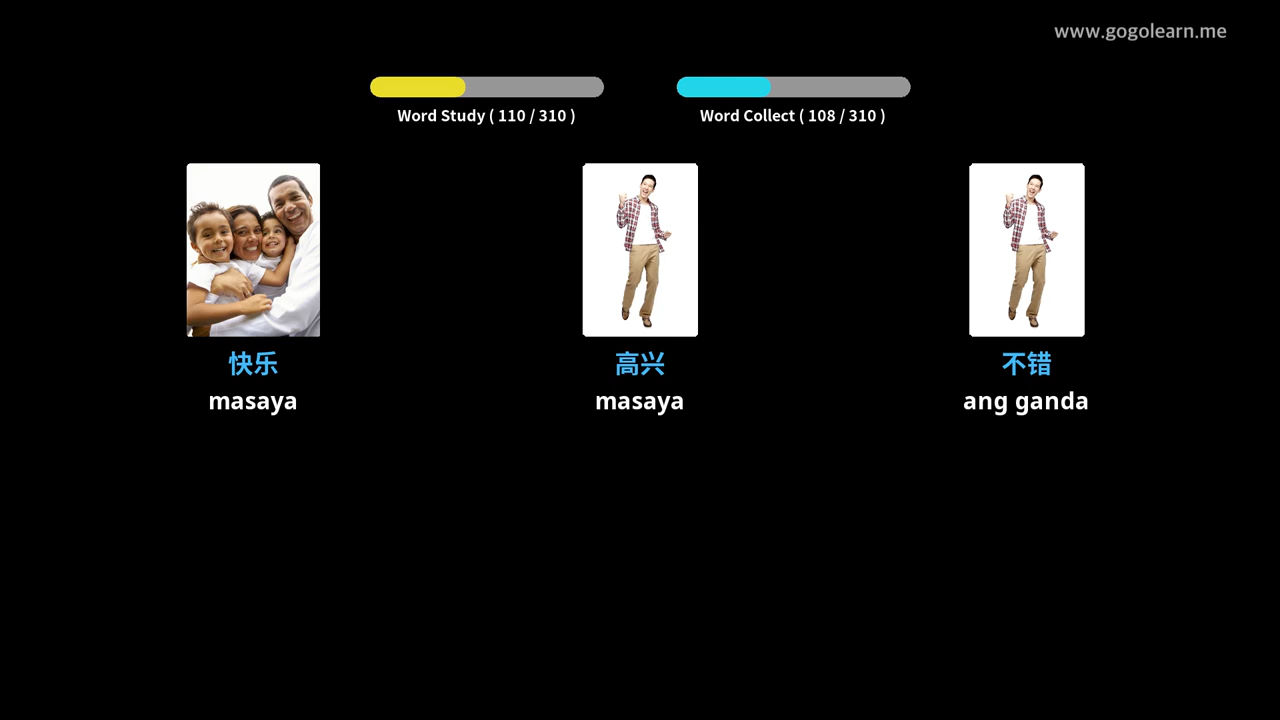 www.gogolearn.me
Word Study ( 110 / 310 )
Word Collect ( 108 / 310 )
快乐
masaya
高兴
masaya
不错
ang ganda